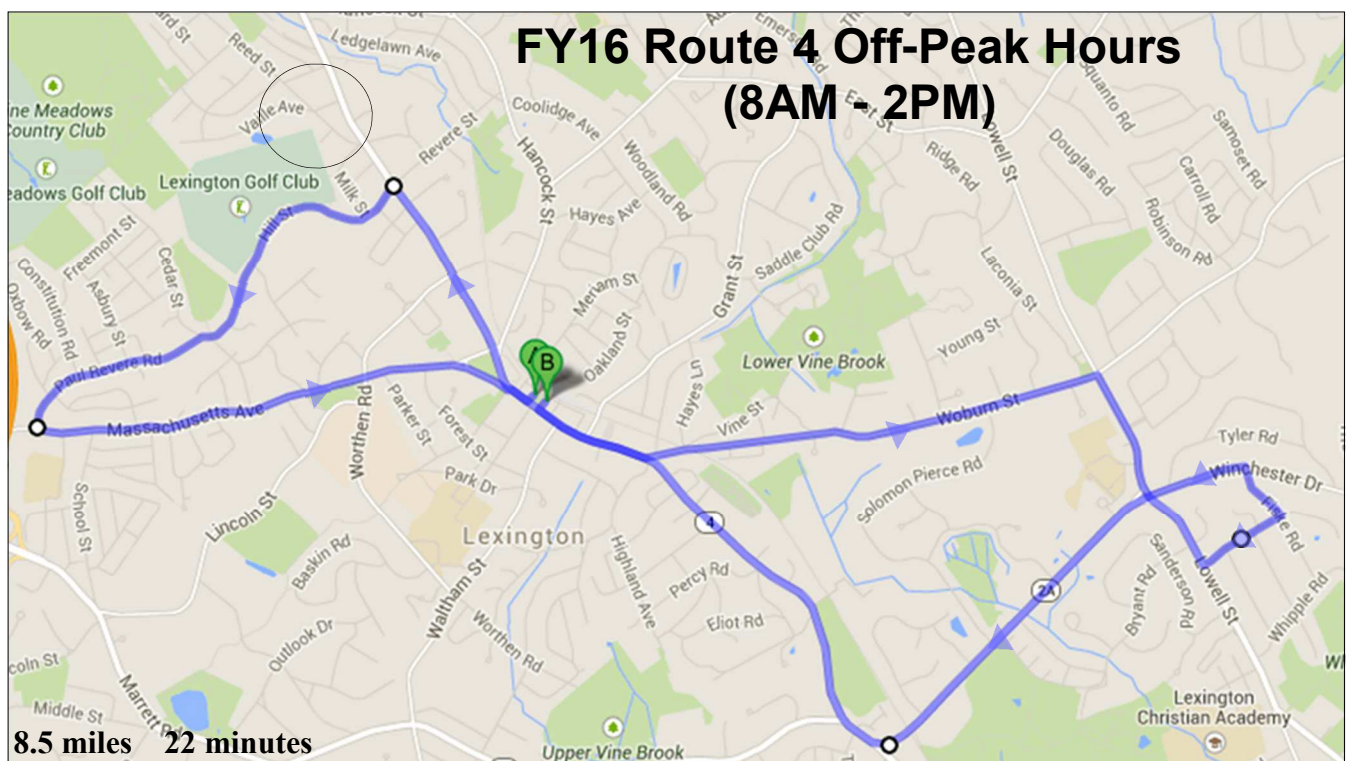 FY16 Route 4 Off-Peak Hours
(8AM - 2PM)
Reed St
Ledgelawn Ave
Valle Ave
Country Club
Lexington Golf Club
Milk St
Revere St
Hancock St
Coolidge Ave
Woodland Rd
Hayes Ave
East St
Ridge Rd
Squanto Rd
Douglas Rd
Samoset Rd
Carroll Rd
Robinson Rd
Freemont St
Constitution Rd
Oxbow Rd
Asbury St
Cedar St
Hill St
Meriam St
Grant St
Saddle Club Rd
Laconia St
Young St
Lower Vine Brook
Oakland St
B
Hayes Ln
Vine St
Woburn St
Paul Revere Rd
Massachusetts Ave
Worthen Rd
Parker St
Forest St
Park Dr
Solomon Pierce Rd
Tyler Rd
Winchester Dr
Fiske Rd
School St
Lincoln St
Baskin Rd
Lexington
4
Highland Ave
Percy Rd
Eliot Rd
2A
Bryant Rd
Sanderson Rd
Lowell St
Whipple Rd
Waltham St
Worthen Rd
Outlook Dr
Middle St
Upper Vine Brook
Lexington
Christian Academy
8.5 miles 22 minutes